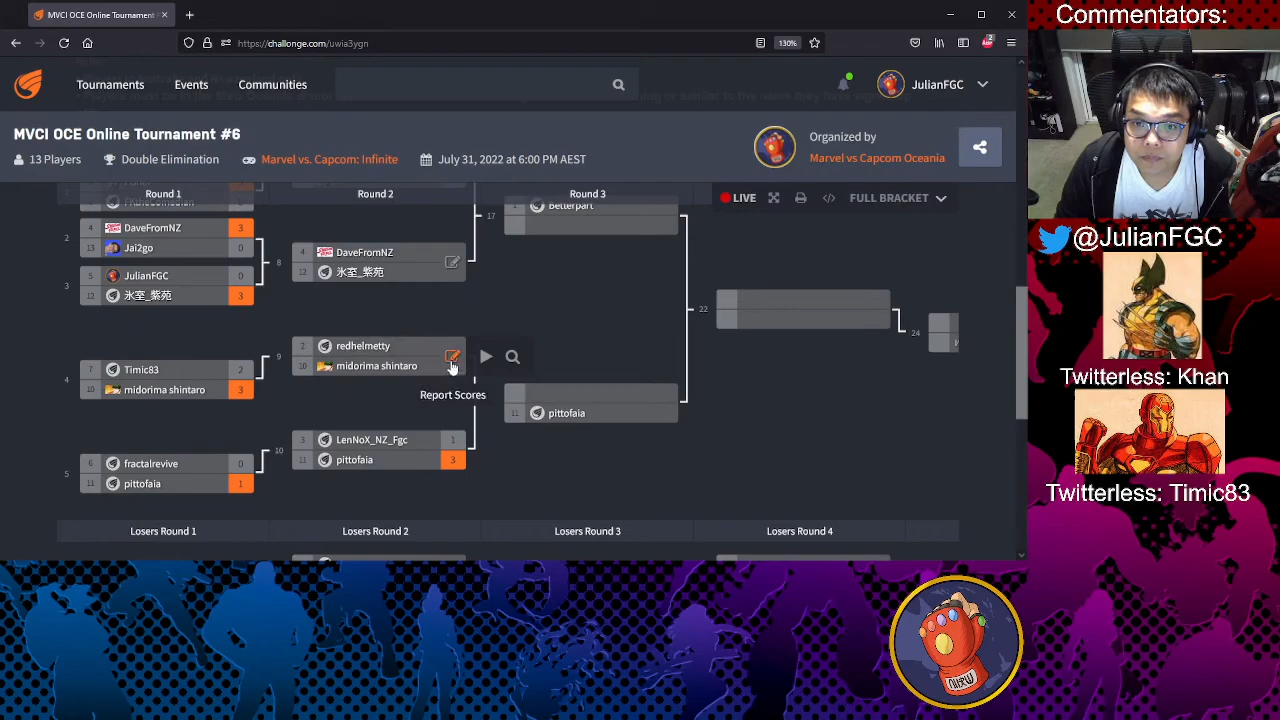 MVCI OCE Online Tournament
https://challonge.com/uwia3ygn
130%
2
Tournaments
Events
Communities
JulianFGC
MVCI OCE Online Tournament #6
13 Players
Double Elimination
Marvel vs. Capcom: Infinite
July 31, 2022 at 6:00 PM AEST
Organized by
Marvel vs Capcom Oceania
Round 1
Round 2
Round 3
LIVE
FULL BRACKET
2
4 DaveFromNZ 3
13 Jai2go 0
3
5 JulianFGC 0
12 氷室_紫苑 3
4
7 Timic83 2
10 midorima shintaro 3
5
6 fractalrevive 0
11 pittofaia 1
8
4 DaveFromNZ
12 氷室_紫苑
9
2 redhelmetty
10 midorima shintaro
Report Scores
10
3 LenNoX_NZ_Fgc 1
11 pittofaia 3
17
1 Betterpart
11 pittofaia
22
24
Losers Round 1
Losers Round 2
Losers Round 3
Losers Round 4
Commentators:
@JulianFGC
Twitterless: Khan
Twitterless: Timic83